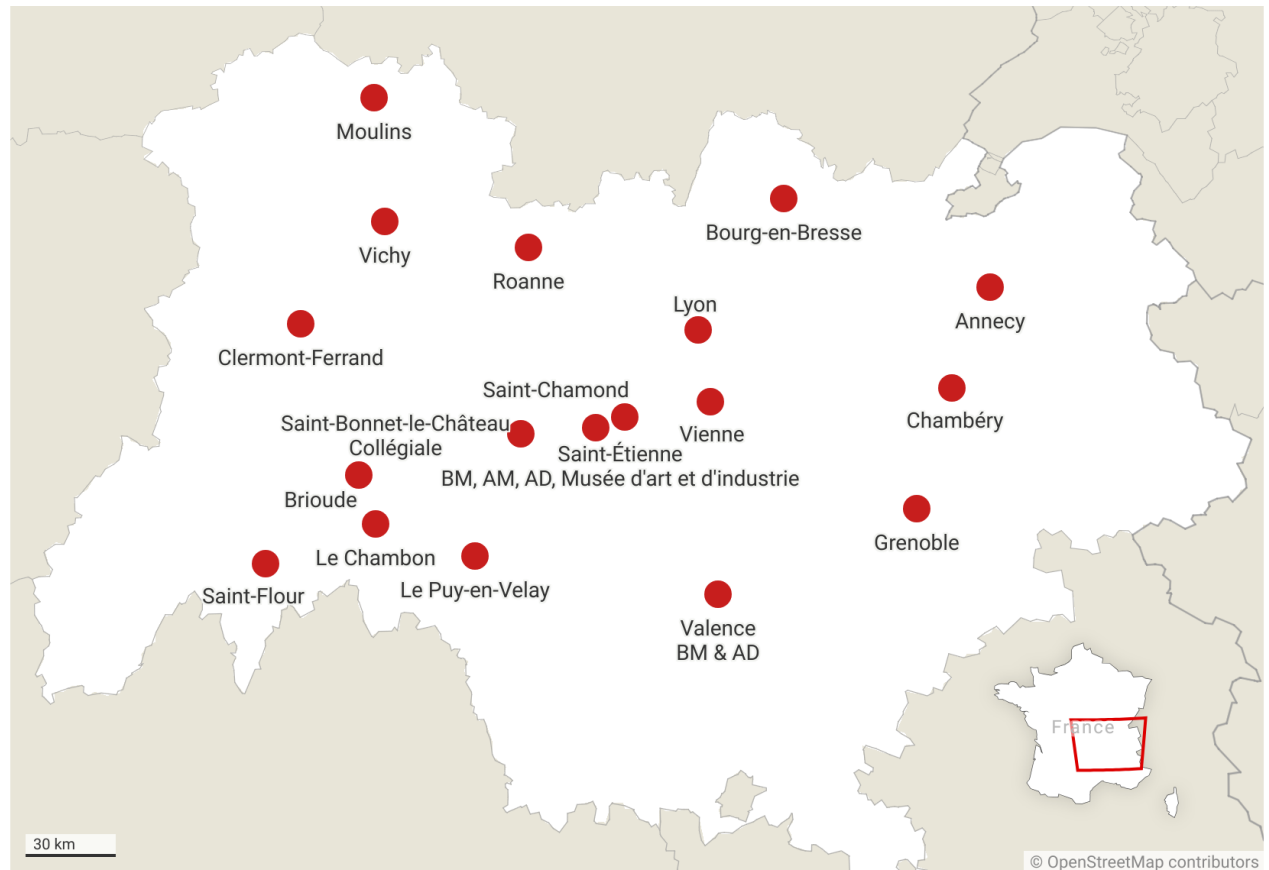 Moulins
Bourg-en-Bresse
Vichy
Roanne
Lyon
Annecy
Clermont-Ferrand
Saint-Chamond
Chambéry
Saint-Bonnet-le-Château
Collégiale
Vienne
Saint-Étienne
BM, AM, AD, Musée d'art et d'industrie
Brioude
Grenoble
Le Chambon
Le Puy-en-Velay
Saint-Flour
Valence
BM & AD
France
30 km
© OpenStreetMap contributors